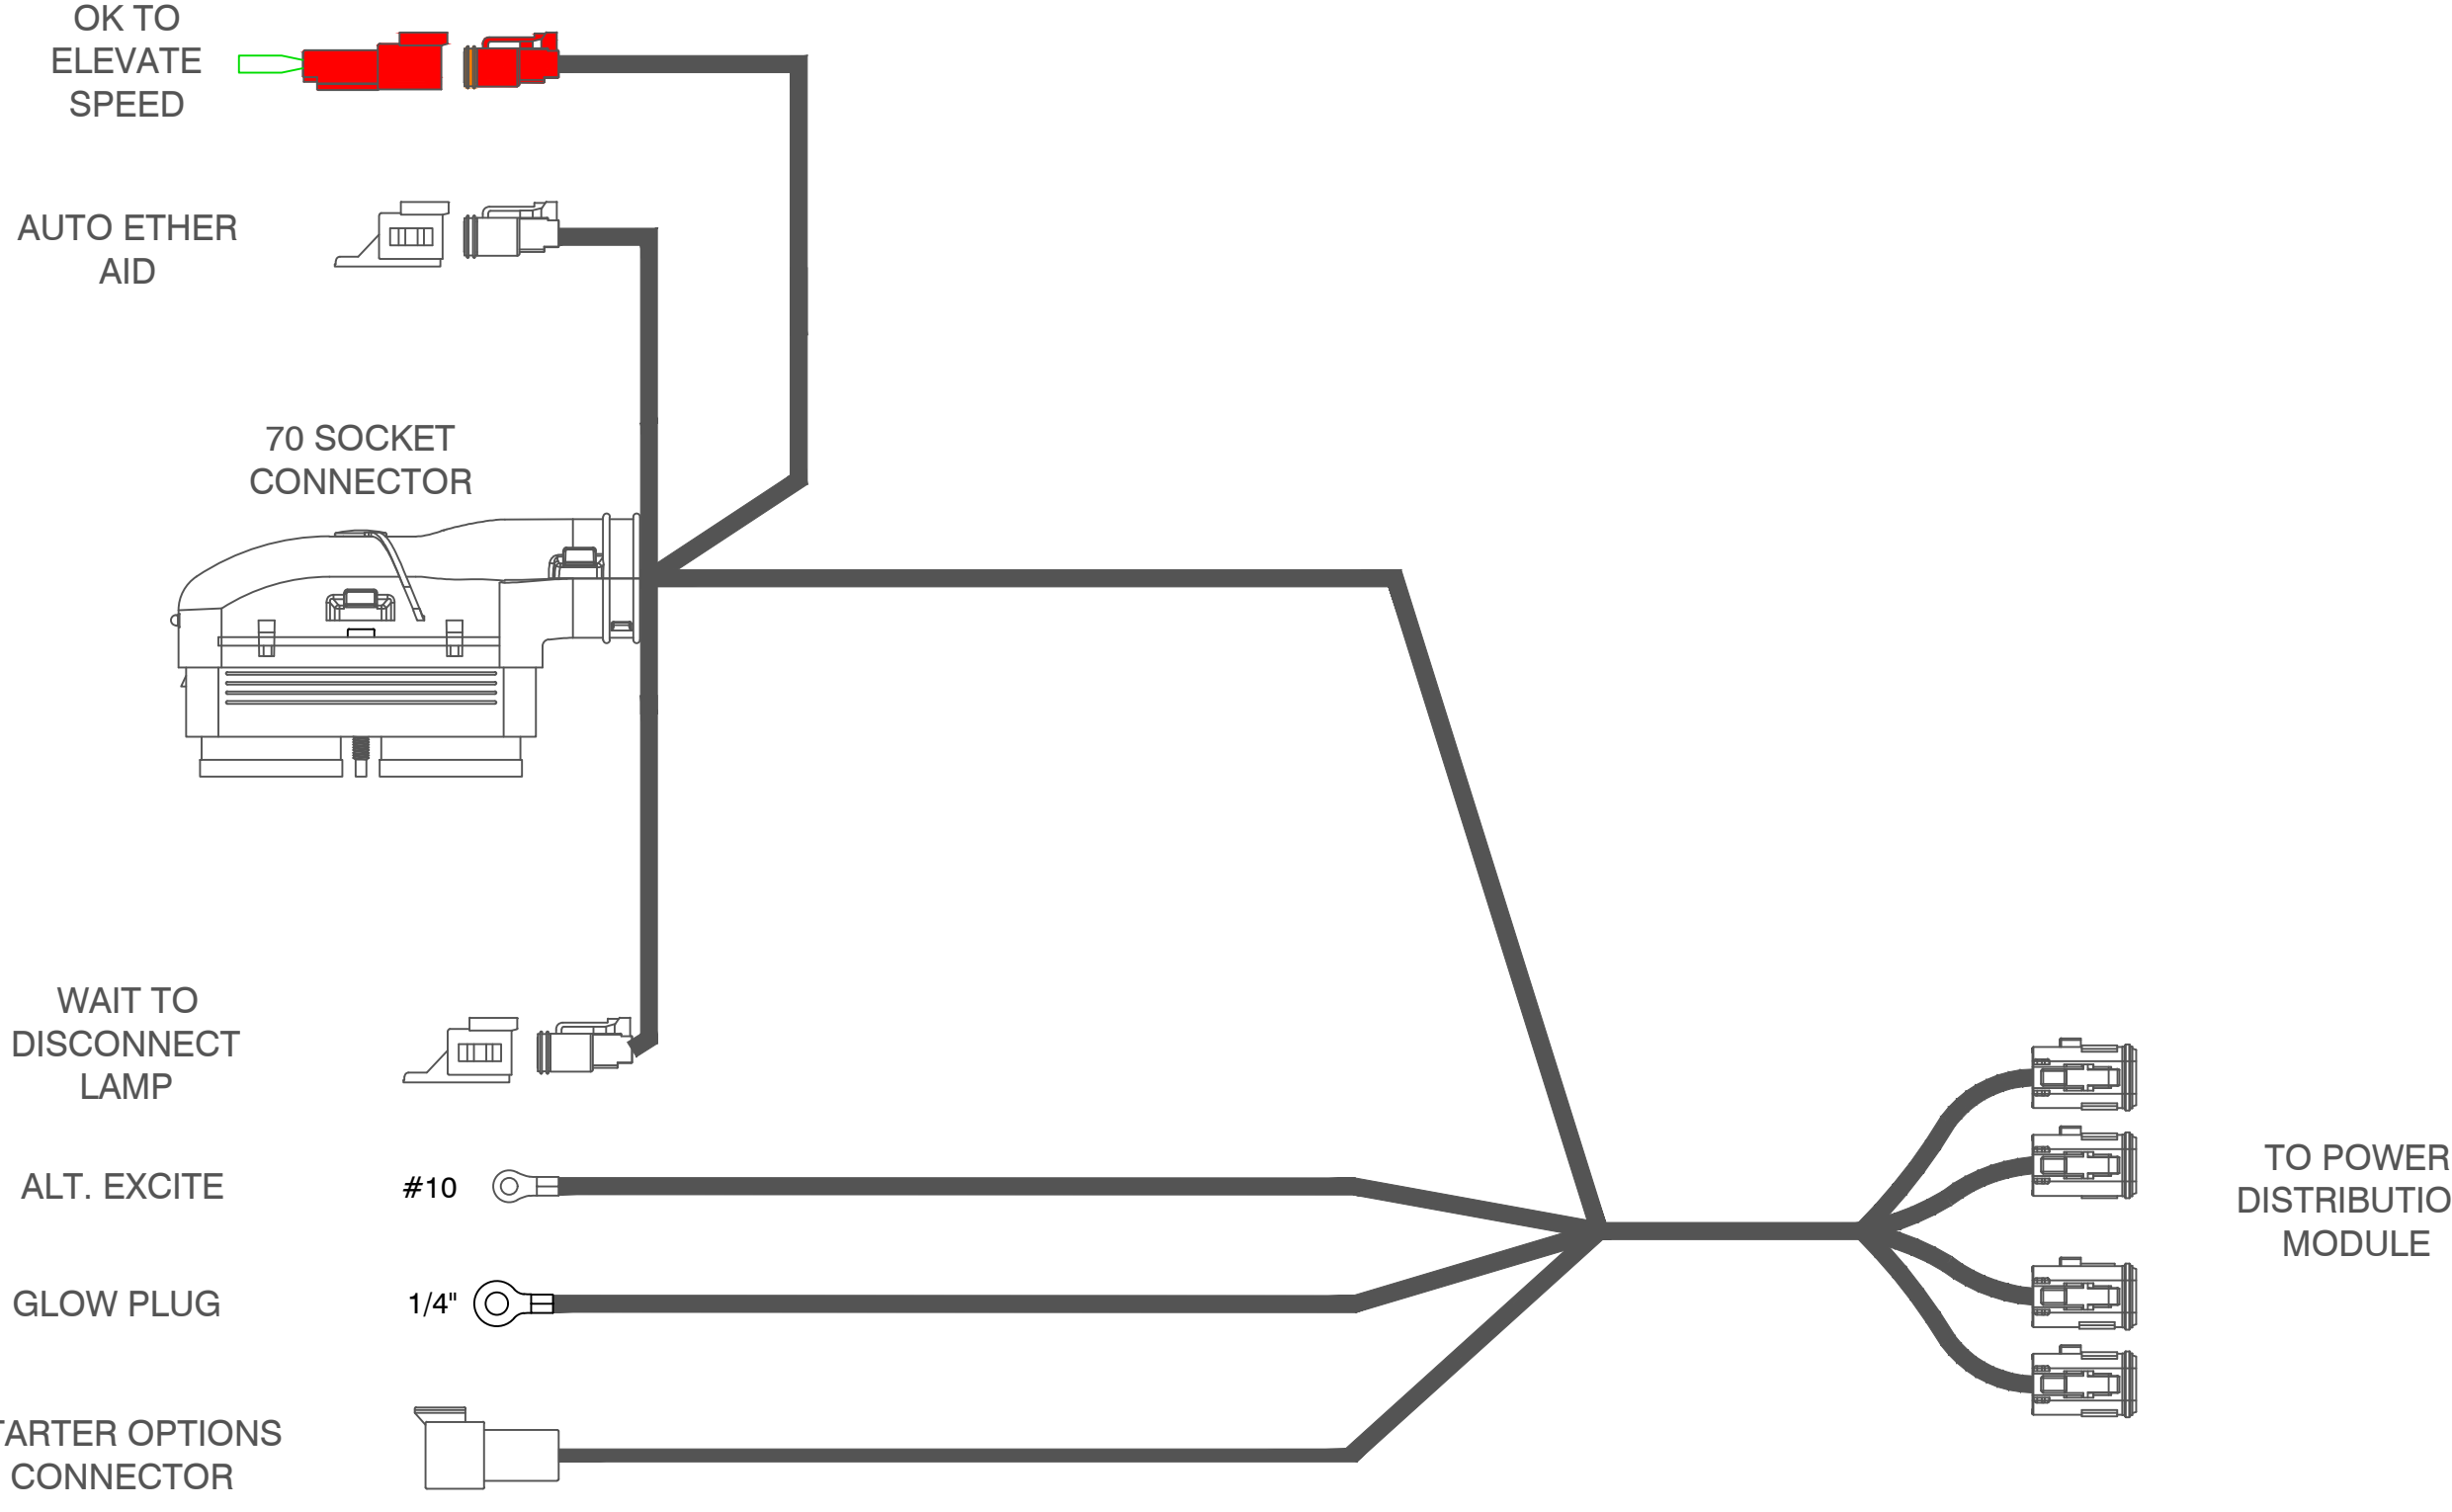 OK TO
ELEVATE
SPEED
AUTO ETHER
AID
70 SOCKET
CONNECTOR
WAIT TO
DISCONNECT
LAMP
ALT. EXCITE
#10
GLOW PLUG
1/4"
TARTER OPTIONS
CONNECTOR
TO POWER
DISTRIBUTIO
MODULE